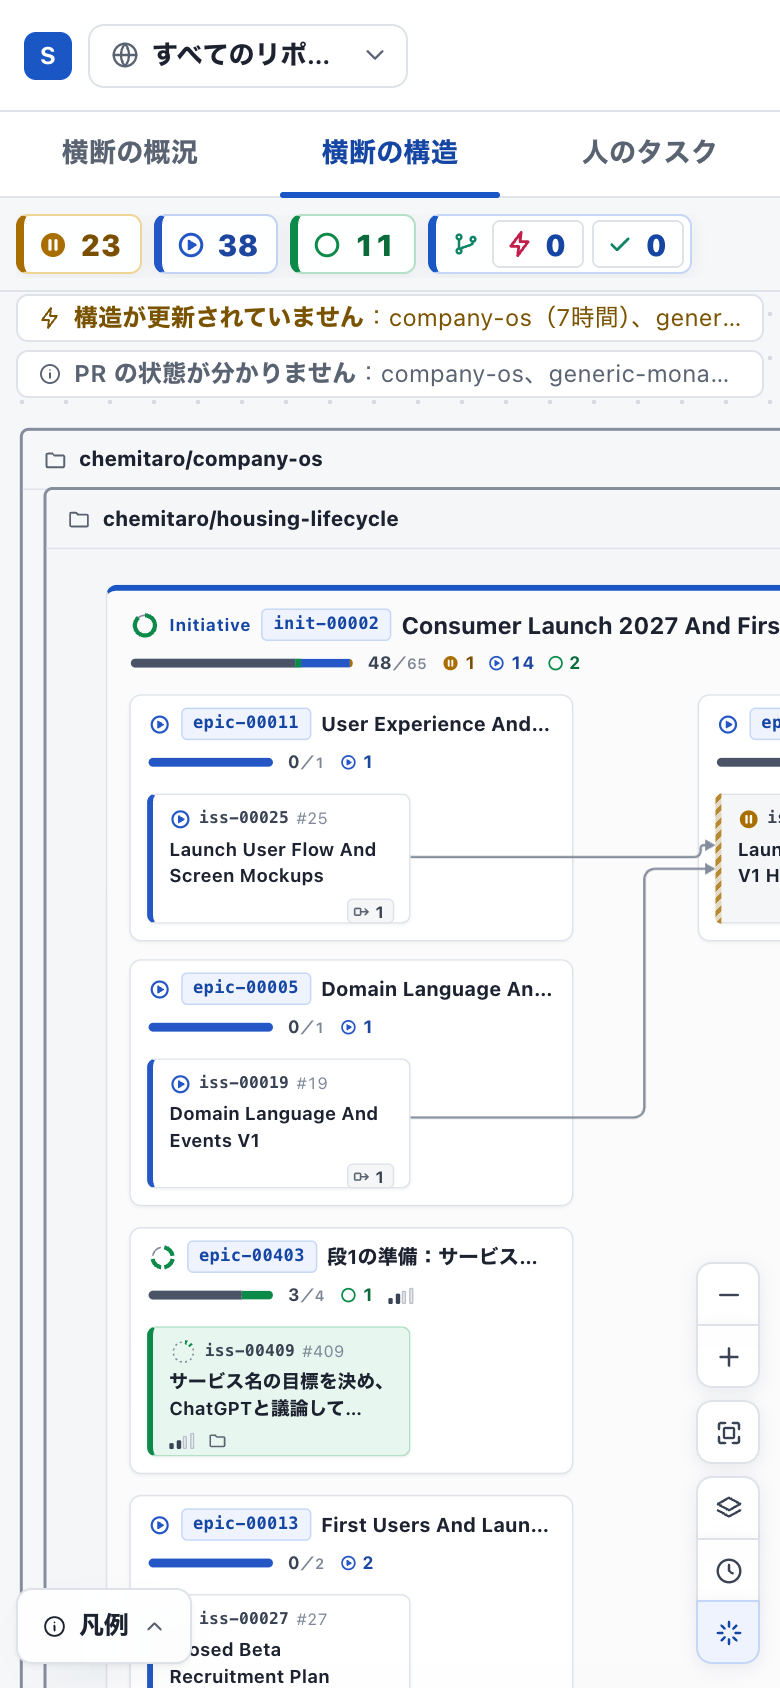 S
すべてのリポ...
横断の概況
横断の構造
人のタスク
23
38
11
0
0
構造が更新されていません：company-os（7時間）、gener...
PR の状態が分かりません：company-os、generic-mona...
chemitaro/company-os
chemitaro/housing-lifecycle
Initiative init-00002 Consumer Launch 2027 And Firs
48/65 1 14 2
epic-00011 User Experience And...
0/1 1
iss-00025 #25
Launch User Flow And
Screen Mockups
1
ep
is
Laun
V1 H
epic-00005 Domain Language An...
0/1 1
iss-00019 #19
Domain Language And
Events V1
1
epic-00403 段1の準備：サービス...
3/4 1
iss-00409 #409
サービス名の目標を決め、
ChatGPTと議論して...
epic-00013 First Users And Laun...
0/2 2
iss-00027 #27
osed Beta
Recruitment Plan
凡例